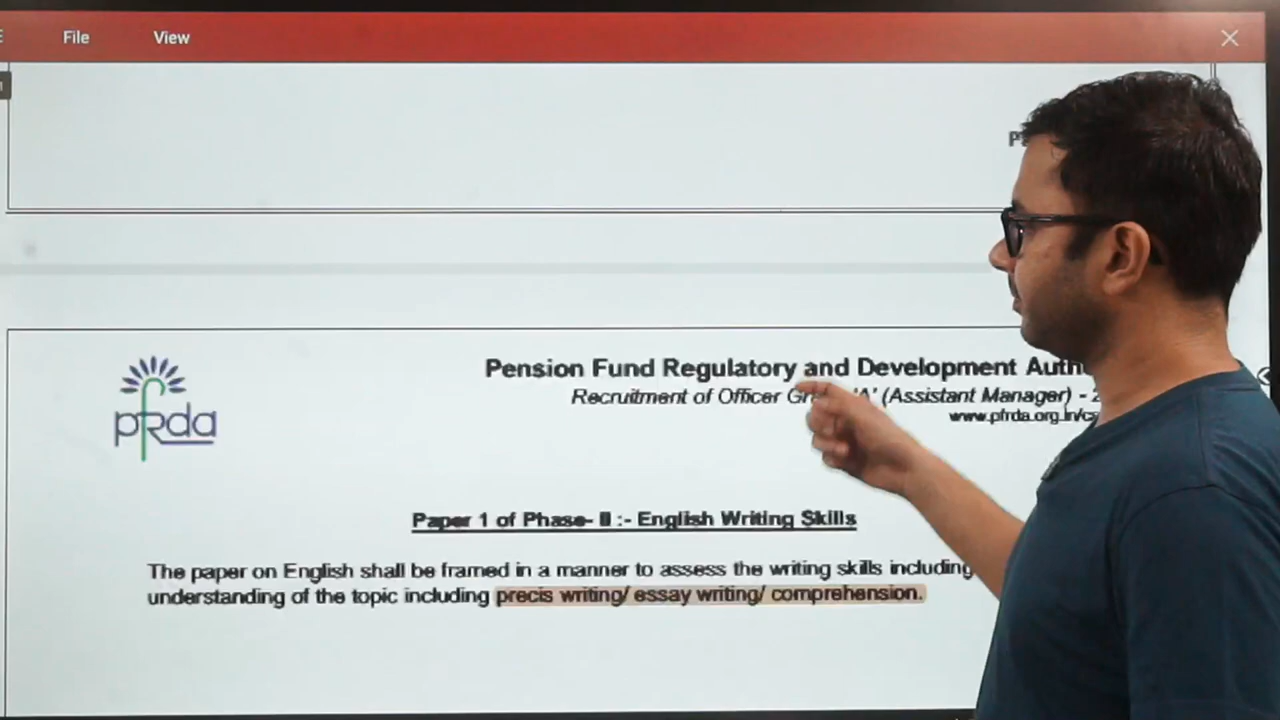 File View
pfrda
Pension Fund Regulatory and Development
Recruitment of Officer 'A' (Assistant Manager) -
www.pfrda.org.in/
Paper 1 of Phase- II :- English Writing Skills
The paper on English shall be framed in a manner to assess the writing skills including
understanding of the topic including precis writing/ essay writing/ comprehension.